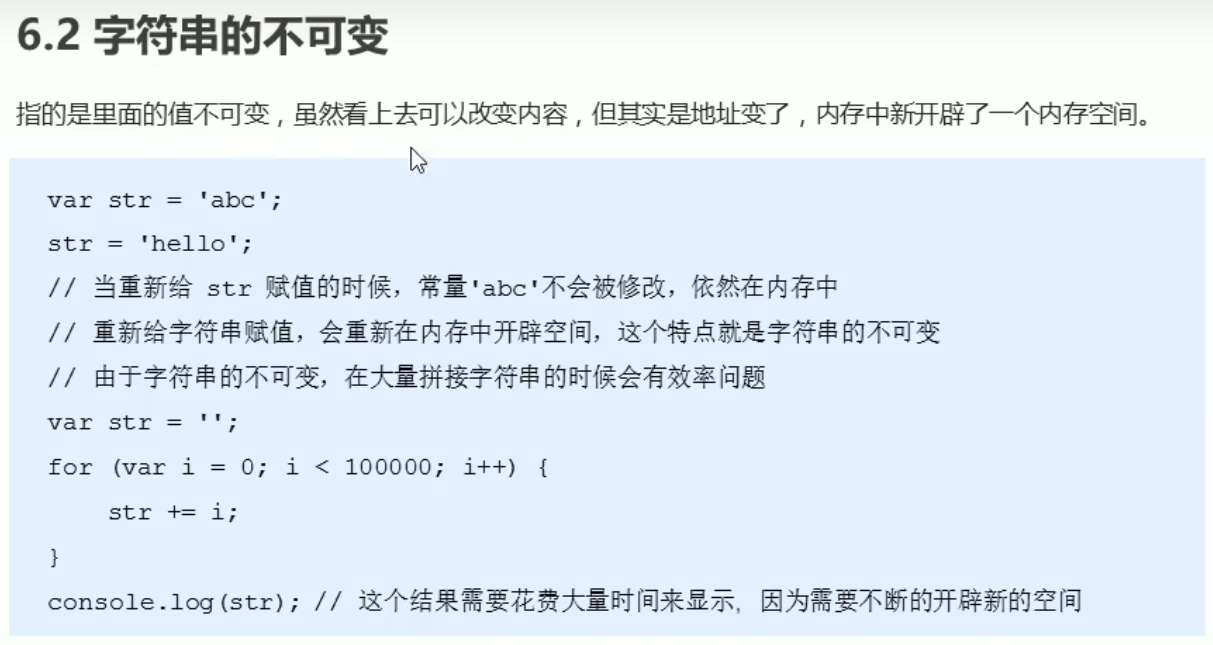 6.2 字符串的不可变
指的是里面的值不可变，虽然看上去可以改变内容，但其实是地址变了，内存中新开辟了一个内存空间。
var str = 'abc';
str = 'hello';
// 当重新给 str 赋值的时候，常量'abc'不会被修改，依然在内存中
// 重新给字符串赋值，会重新在内存中开辟空间，这个特点就是字符串的不可变
// 由于字符串的不可变，在大量拼接字符串的时候会有效率问题
var str = '';
for (var i = 0; i < 100000; i++) {
    str += i;
}
console.log(str); // 这个结果需要花费大量时间来显示，因为需要不断的开辟新的空间